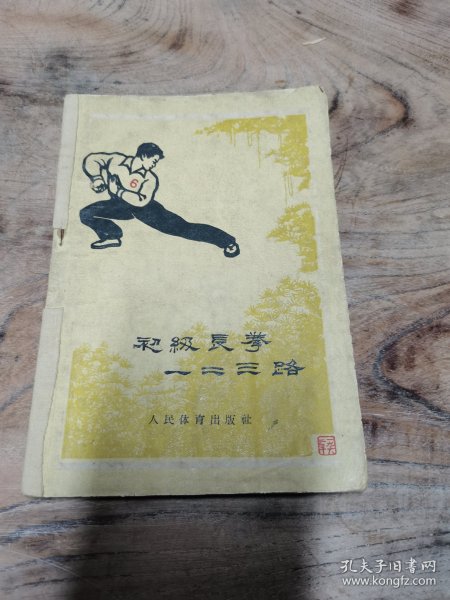 6
初級長拳
一二三路
人民体育出版社
孔夫子旧书网
www.kongfz.com